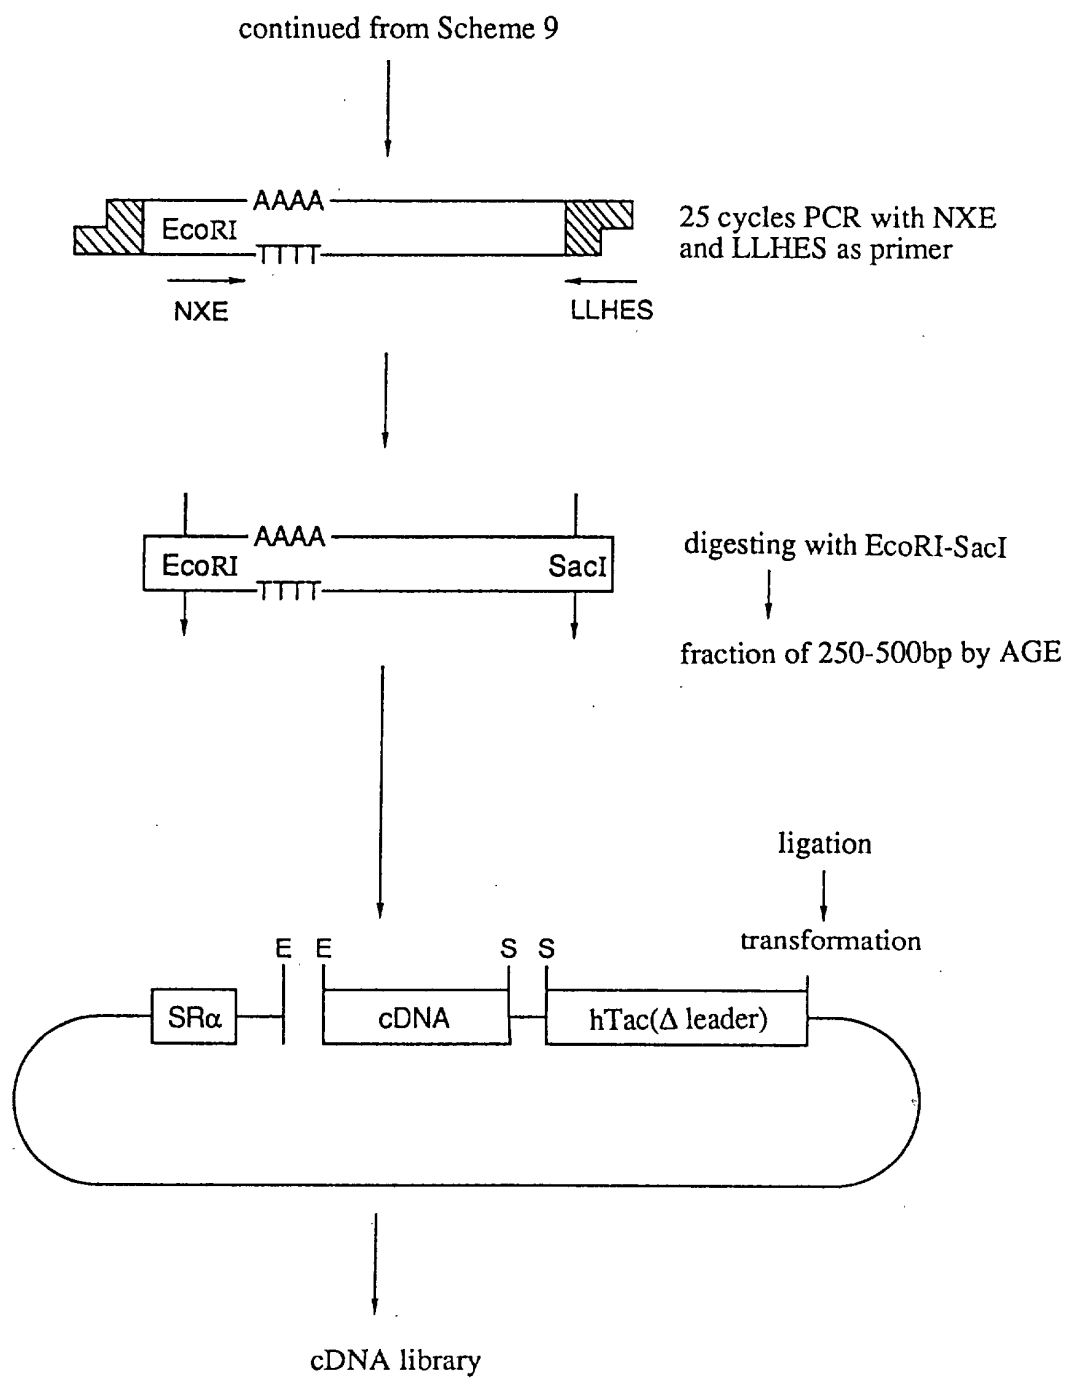 continued from Scheme 9
AAAA
EcoRI
TTTT
NXE
LLHES
25 cycles PCR with NXE
and LLHES as primer
AAAA
EcoRI
SacI
TTTT
digesting with EcoRI-SacI
fraction of 250-500bp by AGE
ligation
transformation
E E S S
SRα
cDNA
hTac(Δ leader)
cDNA library